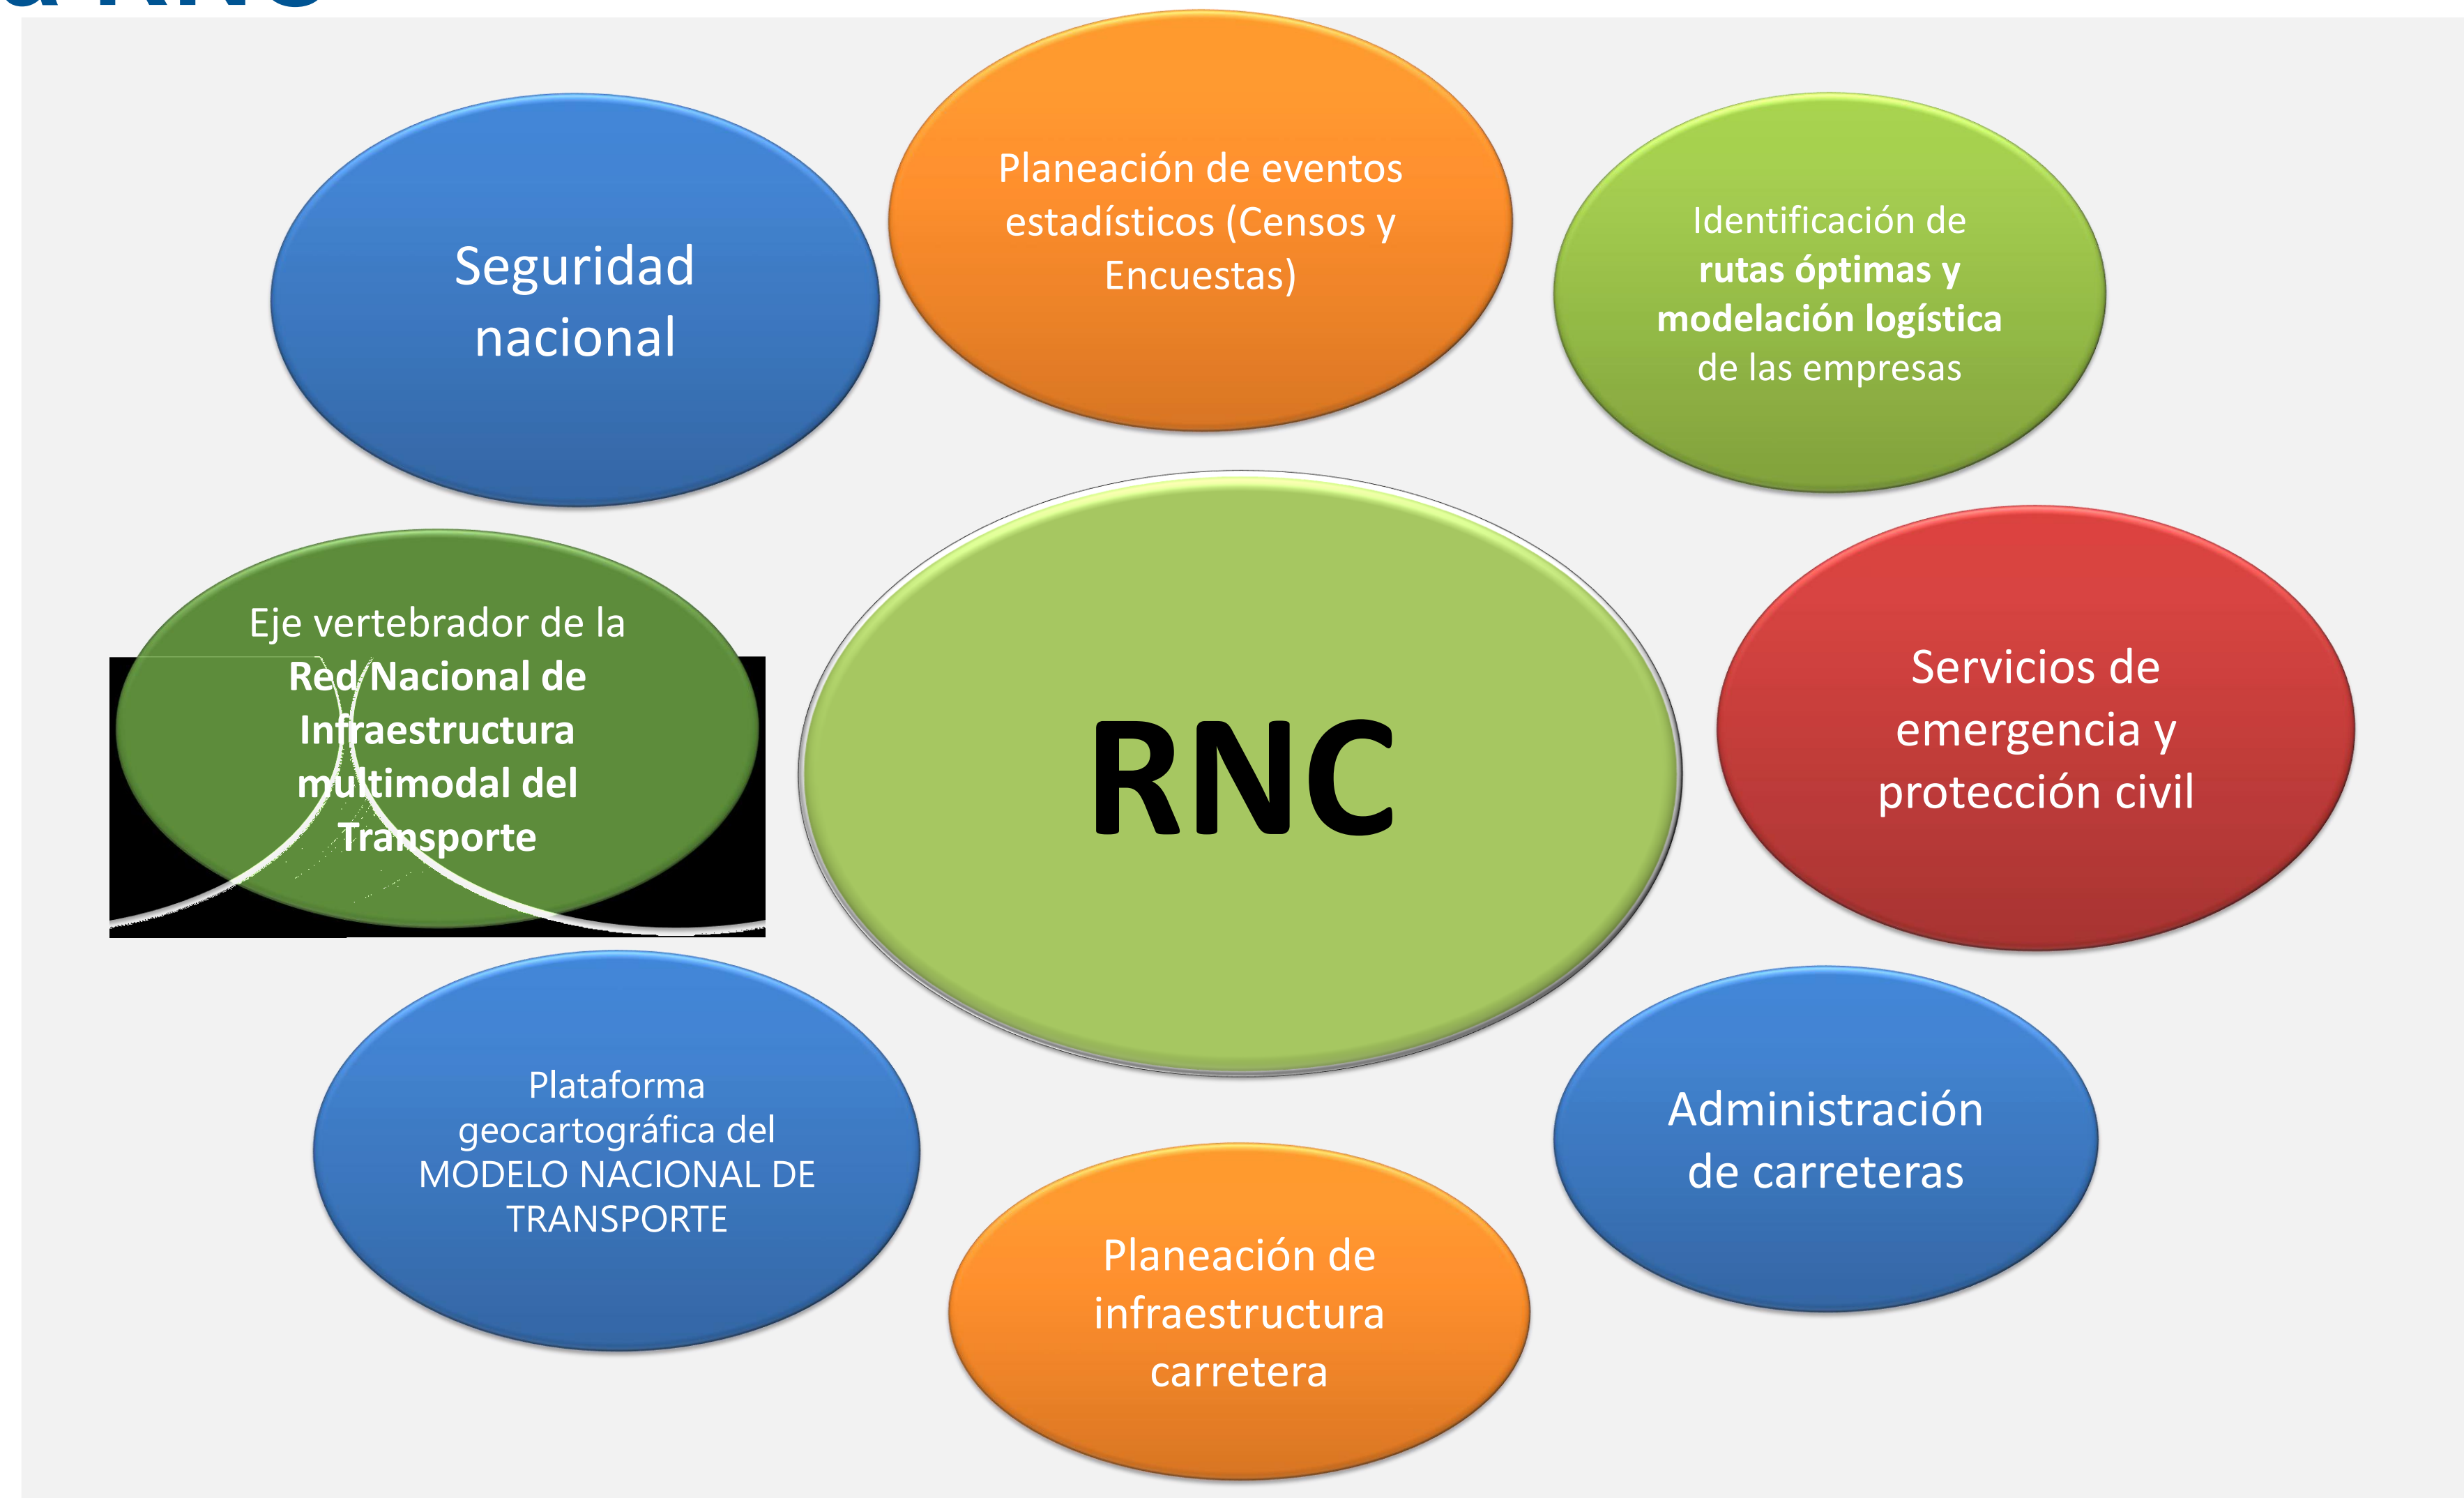 RNC
Seguridad
nacional
Planeación de eventos
estadísticos (Censos y
Encuestas)
Identificación de
rutas óptimas y
modelación logística
de las empresas
Eje vertebrador de la
Red Nacional de
Infraestructura
multimodal del
Transporte
RNC
Servicios de
emergencia y
protección civil
Plataforma
geocartográfica del
MODELO NACIONAL DE
TRANSPORTE
Planeación de
infraestructura
carretera
Administración
de carreteras